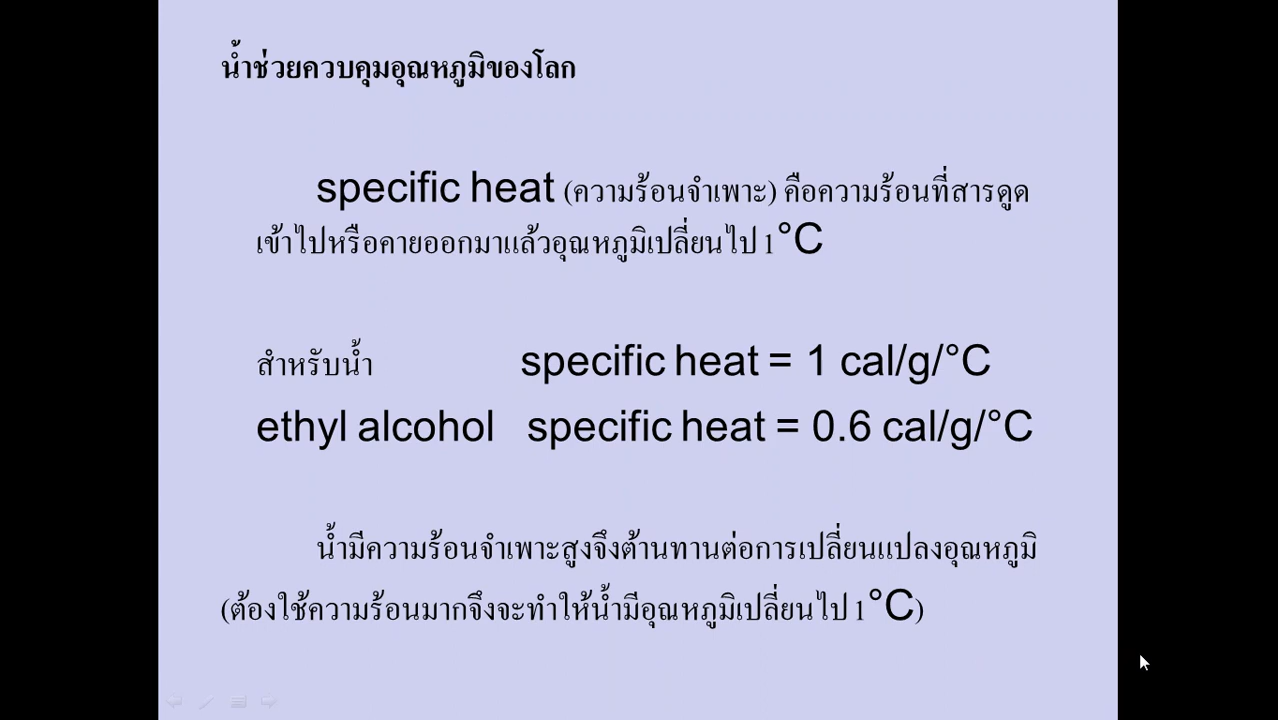 น้ำช่วยควบคุมอุณหภูมิของโลก
specific heat (ความร้อนจำเพาะ) คือความร้อนที่สารดูด
เข้าไปหรือคายออกมาแล้วอุณหภูมิเปลี่ยนไป 1°C
สำหรับน้ำ specific heat = 1 cal/g/°C
ethyl alcohol specific heat = 0.6 cal/g/°C
น้ำมีความร้อนจำเพาะสูงจึงต้านทานต่อการเปลี่ยนแปลงอุณหภูมิ
(ต้องใช้ความร้อนมากจึงจะทำให้น้ำมีอุณหภูมิเปลี่ยนไป 1°C)